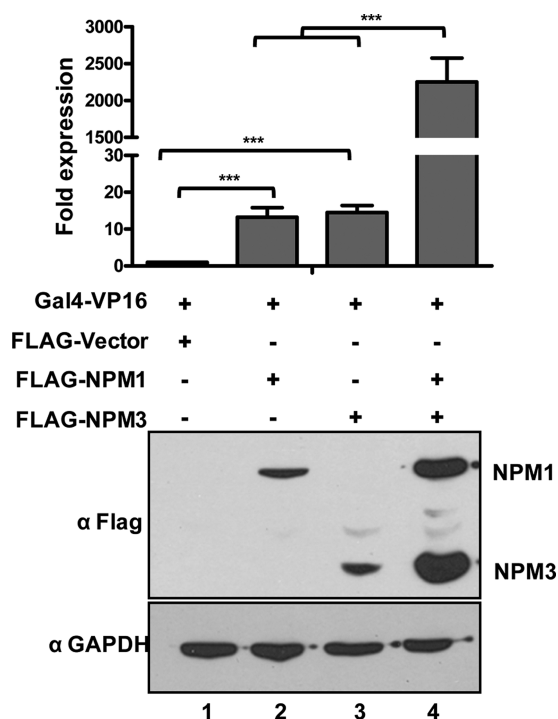 ***
3000
2500
2000
1500
***
30
20
***
10
0
Fold expression
Gal4-VP16 + + + +
FLAG-Vector + - - -
FLAG-NPM1 - + - +
FLAG-NPM3 - - + +
NPM1
α Flag
NPM3
α GAPDH
1 2 3 4